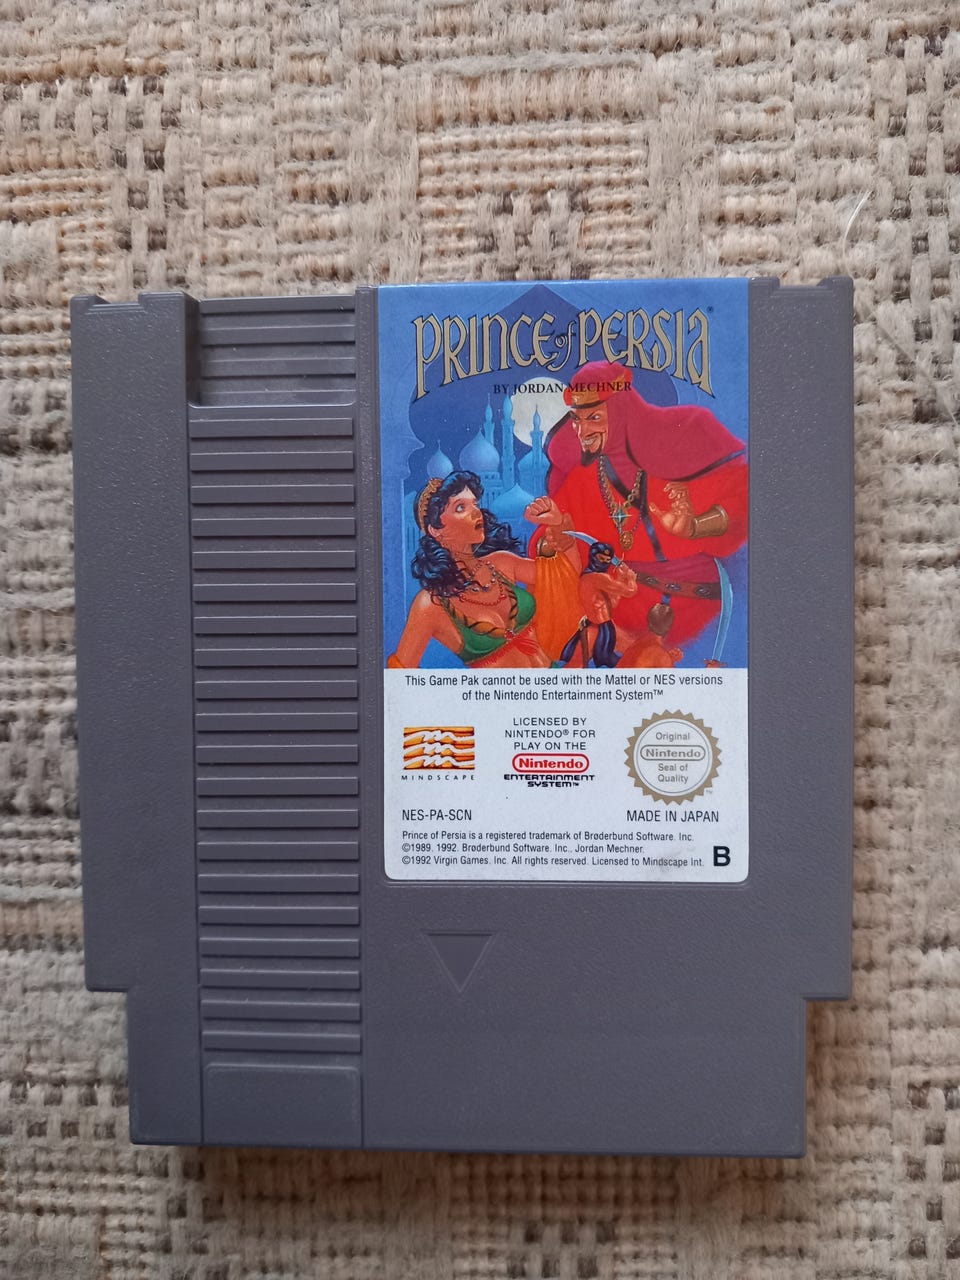 PRINCE of PERSIA®
BY JORDAN MECHNER
This Game Pak cannot be used with the Mattel or NES versions
of the Nintendo Entertainment System™
MINDSCAPE
LICENSED BY
NINTENDO® FOR
PLAY ON THE
Nintendo
ENTERTAINMENT
SYSTEM™
Original
Nintendo
Seal of
Quality
™
NES-PA-SCN
MADE IN JAPAN
Prince of Persia is a registered trademark of Brøderbund Software. Inc.
©1989. 1992. Brøderbund Software. Inc., Jordan Mechner.
©1992 Virgin Games. Inc. All rights reserved. Licensed to Mindscape Int.
B